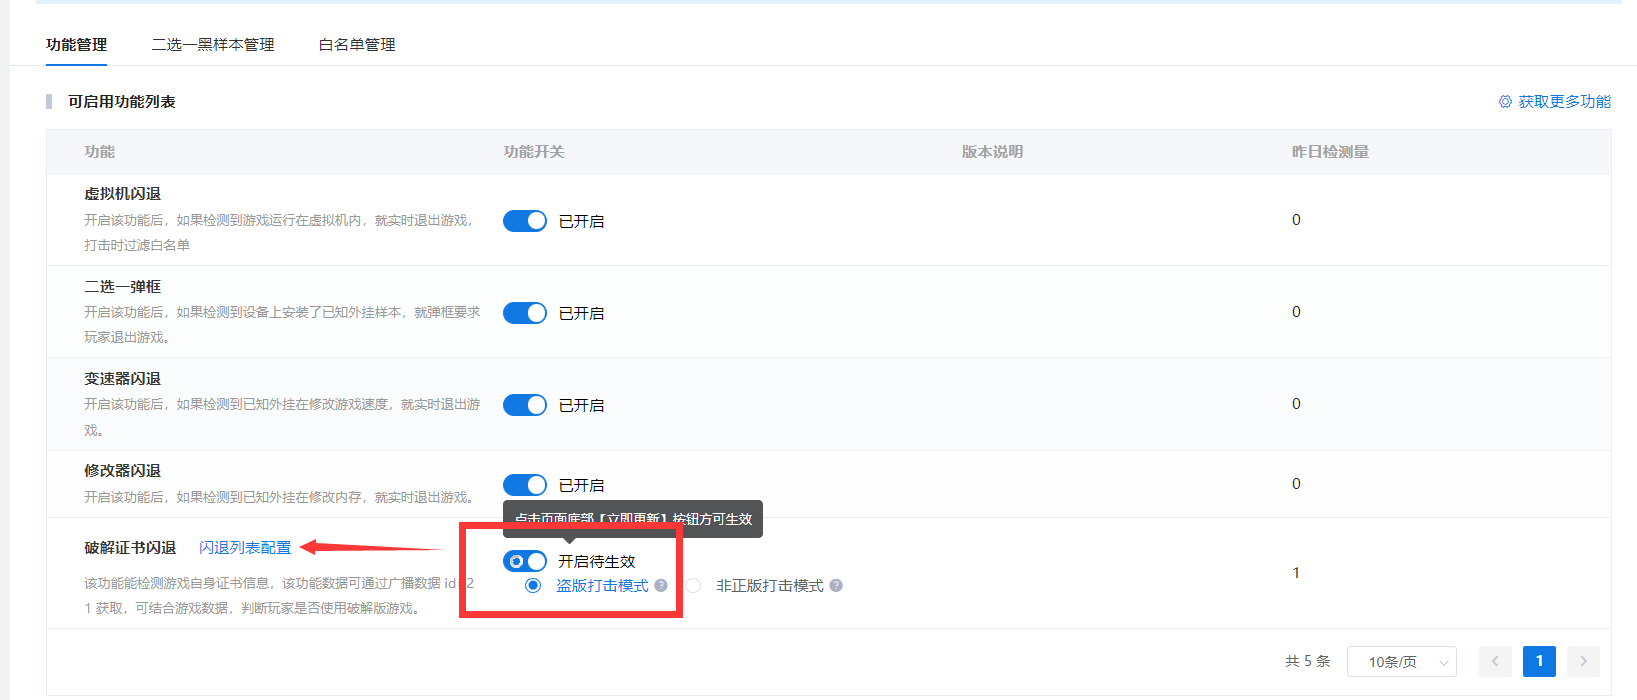 功能管理 二选一黑样本管理 白名单管理
可启用功能列表 获取更多功能
功能 功能开关 版本说明 昨日检测量
虚拟机闪退
开启该功能后，如果检测到游戏运行在虚拟机内，就实时退出游戏，
打击时过滤白名单
已开启 0
二选一弹框
开启该功能后，如果检测到设备上安装了已知外挂样本，就弹框要求
玩家退出游戏。
已开启 0
变速器闪退
开启该功能后，如果检测到已知外挂在修改游戏速度，就实时退出游
戏。
已开启 0
修改器闪退
开启该功能后，如果检测到已知外挂在修改内存，就实时退出游戏。
已开启 0
点击页面底部【立即更新】按钮方可生效
破解证书闪退 闪退列表配置
该功能能检测游戏自身证书信息，该功能数据可通过广播数据 id=2
1 获取，可结合游戏数据，判断玩家是否使用破解版游戏。
开启待生效
盗版打击模式 ? 非正版打击模式 ?
1
共 5 条 10条/页 < 1 >